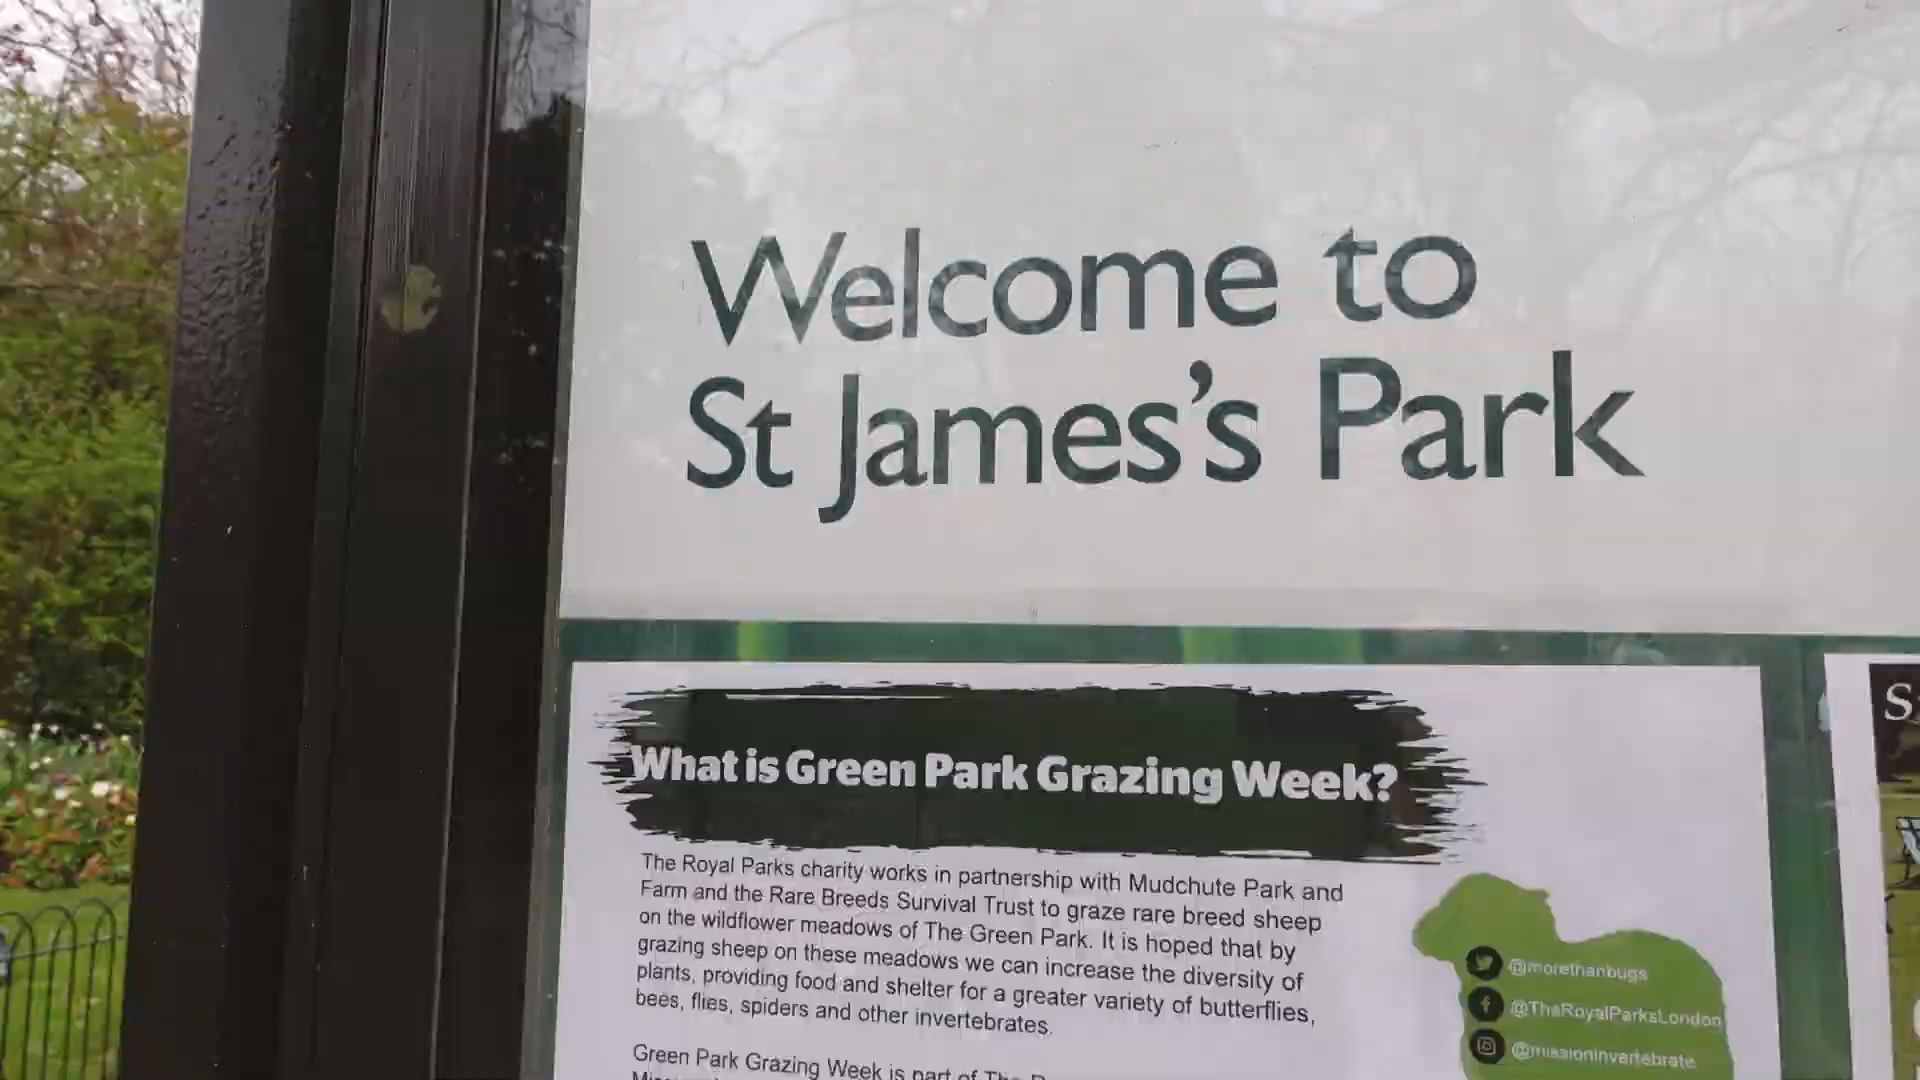 Welcome to
St James's Park
What is Green Park Grazing Week?
The Royal Parks charity works in partnership with Mudchute Park and
Farm and the Rare Breeds Survival Trust to graze rare breed sheep
on the wildflower meadows of The Green Park. It is hoped that by
grazing sheep on these meadows we can increase the diversity of
plants, providing food and shelter for a greater variety of butterflies,
bees, flies, spiders and other invertebrates.
Green Park Grazing Week is part of The
@morethanbugs
@TheRoyalParksLondon
@missioninvertebrate